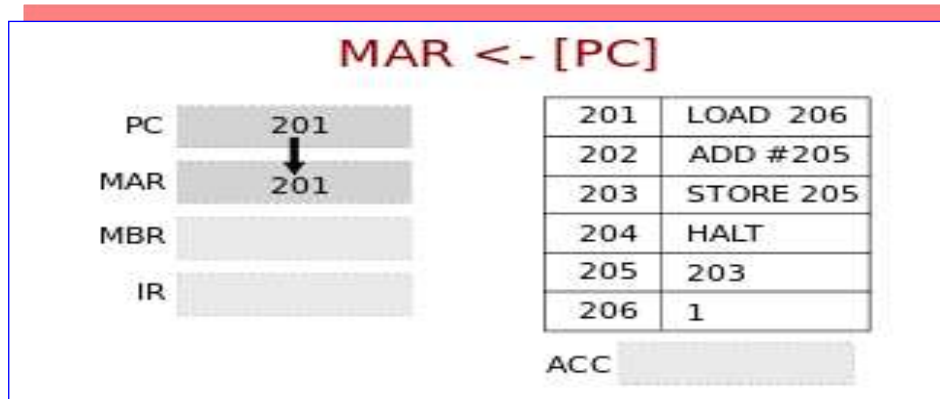 MAR <- [PC]
PC 201
MAR 201
MBR
IR
201 LOAD 206
202 ADD #205
203 STORE 205
204 HALT
205 203
206 1
ACC